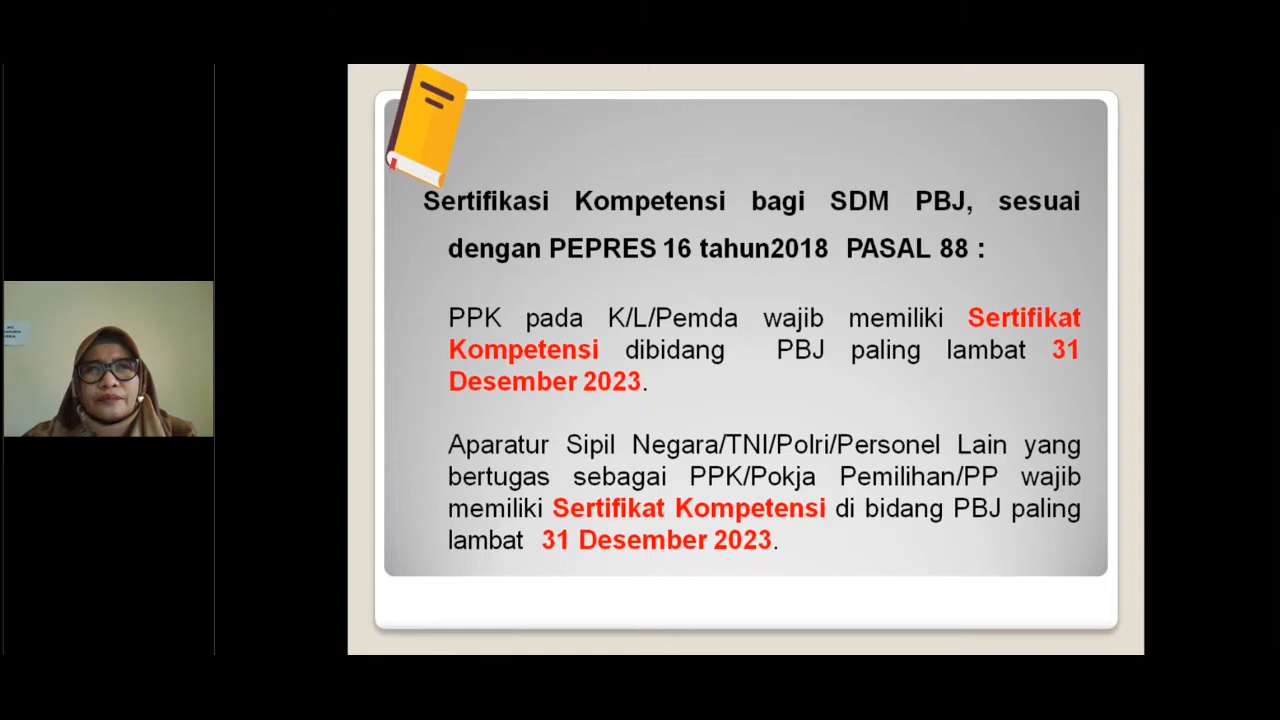 Sertifikasi Kompetensi bagi SDM PBJ, sesuai
dengan PEPRES 16 tahun2018 PASAL 88 :
PPK pada K/L/Pemda wajib memiliki Sertifikat
Kompetensi dibidang PBJ paling lambat 31
Desember 2023.
Aparatur Sipil Negara/TNI/Polri/Personel Lain yang
bertugas sebagai PPK/Pokja Pemilihan/PP wajib
memiliki Sertifikat Kompetensi di bidang PBJ paling
lambat 31 Desember 2023.